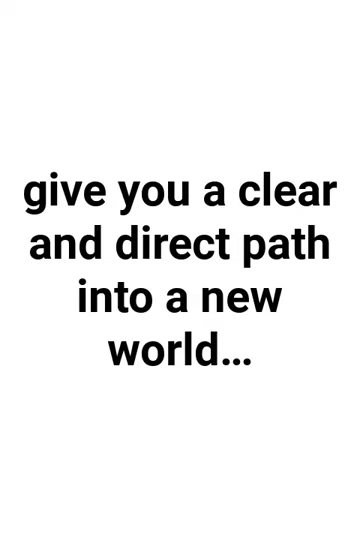 give you a clear
and direct path
into a new
world...